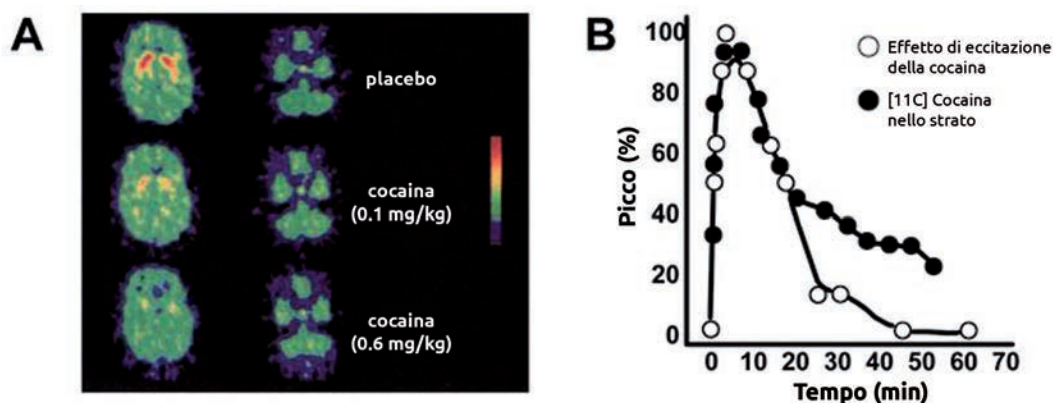 A
placebo
cocaina
(0.1 mg/kg)
cocaina
(0.6 mg/kg)
B
Effetto di eccitazione
della cocaina
[11C] Cocaina
nello strato
Picco (%)
100
80
60
40
20
0
0 10 20 30 40 50 60 70
Tempo (min)